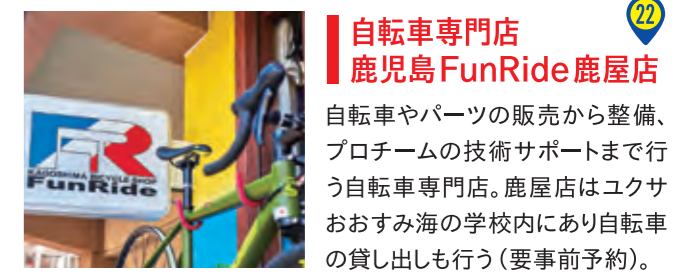 22
自転車専門店
鹿児島FunRide鹿屋店
自転車やパーツの販売から整備、
プロチームの技術サポートまで行
う自転車専門店。鹿屋店はユクサ
おおすみ海の学校内にあり自転車
の貸し出しも行う(要事前予約)。
FR
KAGOSHIMA BICYCLE SHOP
FunRide